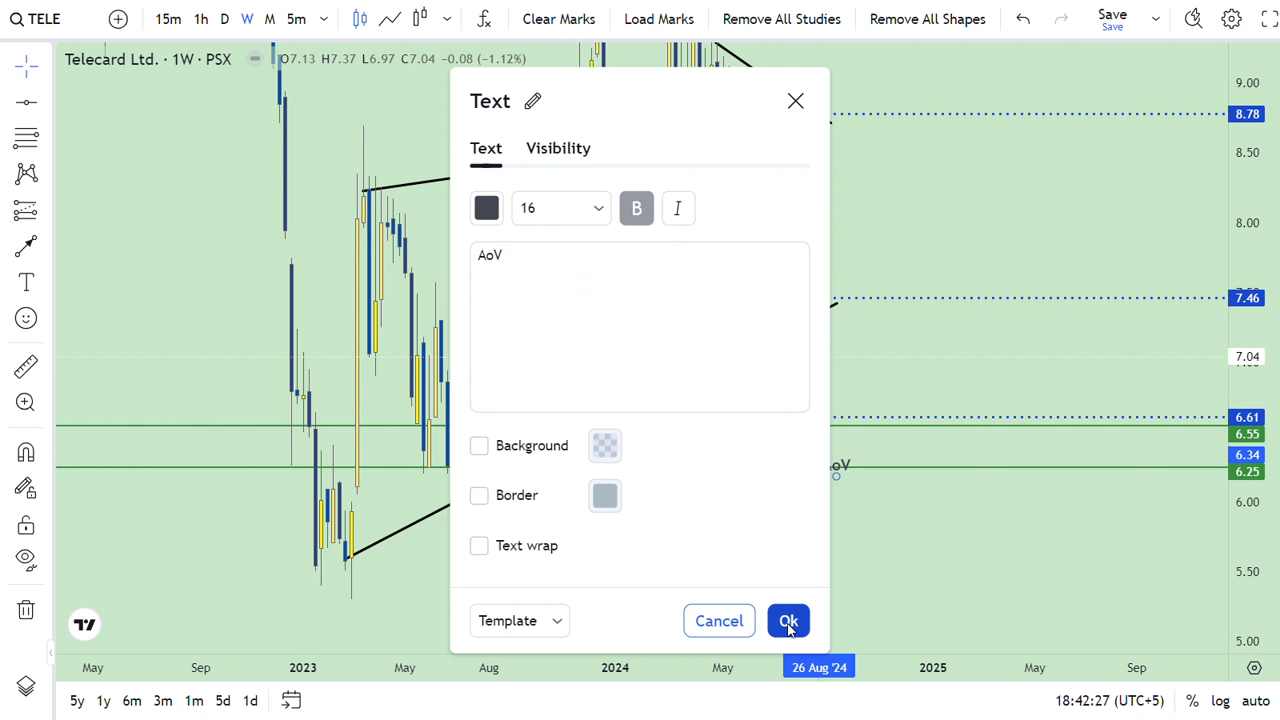 TELE 15m 1h D W M 5m Clear Marks Load Marks Remove All Studies Remove All Shapes Save
Save
Telecard Ltd. · 1W · PSX O7.13 H7.37 L6.97 C7.04 −0.08 (−1.12%)
9.00
8.78
8.50
8.00
7.46
7.04
6.61
6.55
6.34
6.25
6.00
5.50
5.00
Text
Text Visibility
16 B I
AoV
Background
Border
Text wrap
Template Cancel Ok
oV
May Sep 2023 May Aug 2024 May 26 Aug '24 2025 May Sep
5y 1y 6m 3m 1m 5d 1d 18:42:27 (UTC+5) % log auto